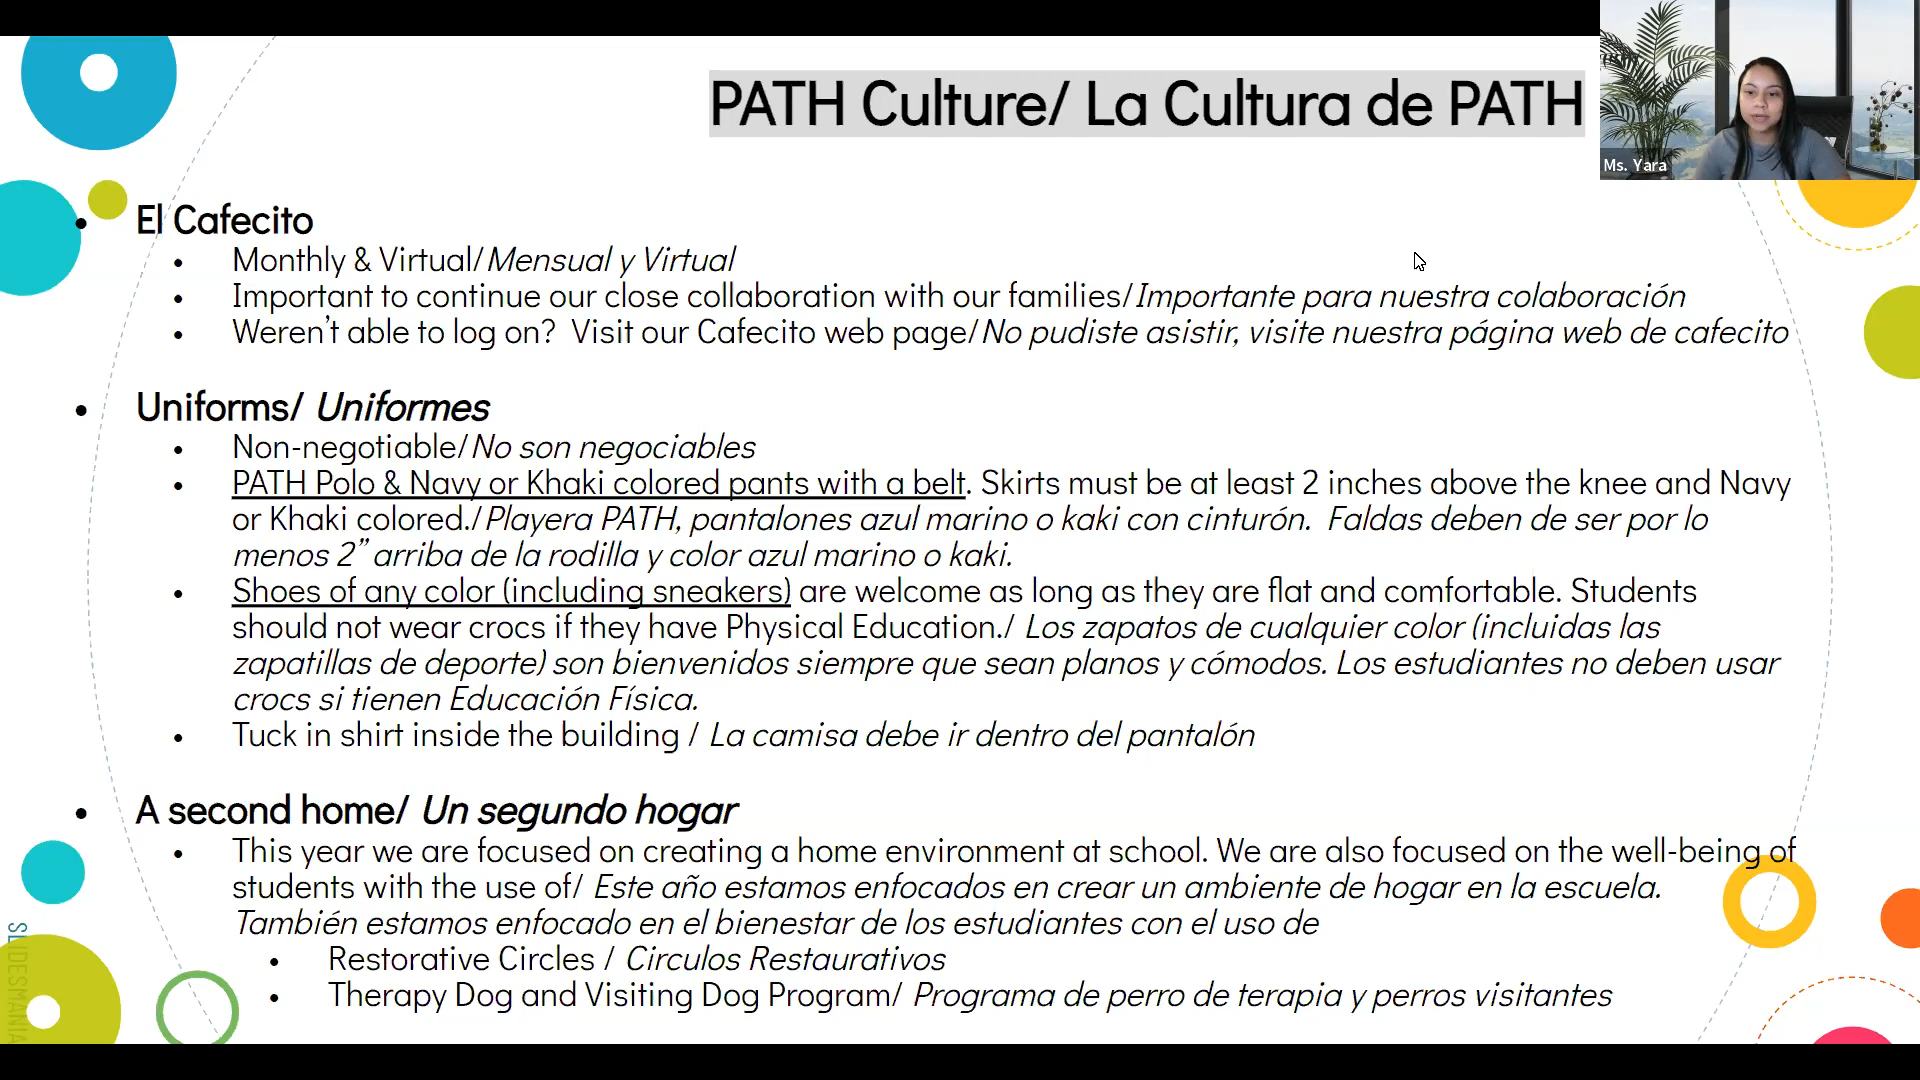 PATH Culture/ La Cultura de PATH
Ms. Yara
El Cafecito
Monthly & Virtual/Mensual y Virtual
Important to continue our close collaboration with our families/Importante para nuestra colaboración
Weren't able to log on?  Visit our Cafecito web page/No pudiste asistir, visite nuestra página web de cafecito
Uniforms/ Uniformes
Non-negotiable/No son negociables
PATH Polo & Navy or Khaki colored pants with a belt. Skirts must be at least 2 inches above the knee and Navy
or Khaki colored./Playera PATH, pantalones azul marino o kaki con cinturón.  Faldas deben de ser por lo
menos 2” arriba de la rodilla y color azul marino o kaki.
Shoes of any color (including sneakers) are welcome as long as they are flat and comfortable. Students
should not wear crocs if they have Physical Education./ Los zapatos de cualquier color (incluidas las
zapatillas de deporte) son bienvenidos siempre que sean planos y cómodos. Los estudiantes no deben usar
crocs si tienen Educación Física.
Tuck in shirt inside the building / La camisa debe ir dentro del pantalón
A second home/ Un segundo hogar
This year we are focused on creating a home environment at school. We are also focused on the well-being of
students with the use of/ Este año estamos enfocados en crear un ambiente de hogar en la escuela.
También estamos enfocado en el bienestar de los estudiantes con el uso de
Restorative Circles / Circulos Restaurativos
Therapy Dog and Visiting Dog Program/ Programa de perro de terapia y perros visitantes
SLIDESMANIA